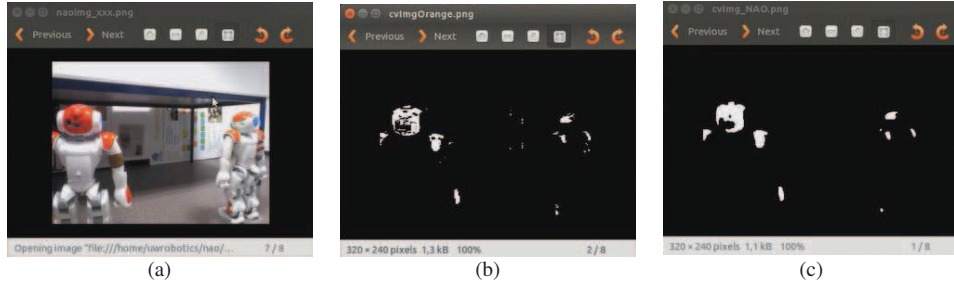 naoImg_xxx.png
Previous Next
Opening image "file:///home/uwrobotics/nao/... 7 / 8
(a)
cvImgOrange.png
Previous Next
320 × 240 pixels 1,3 kB 100% 2 / 8
(b)
cvImg_NAO.png
Previous Next
320 × 240 pixels 1,1 kB 100% 1 / 8
(c)